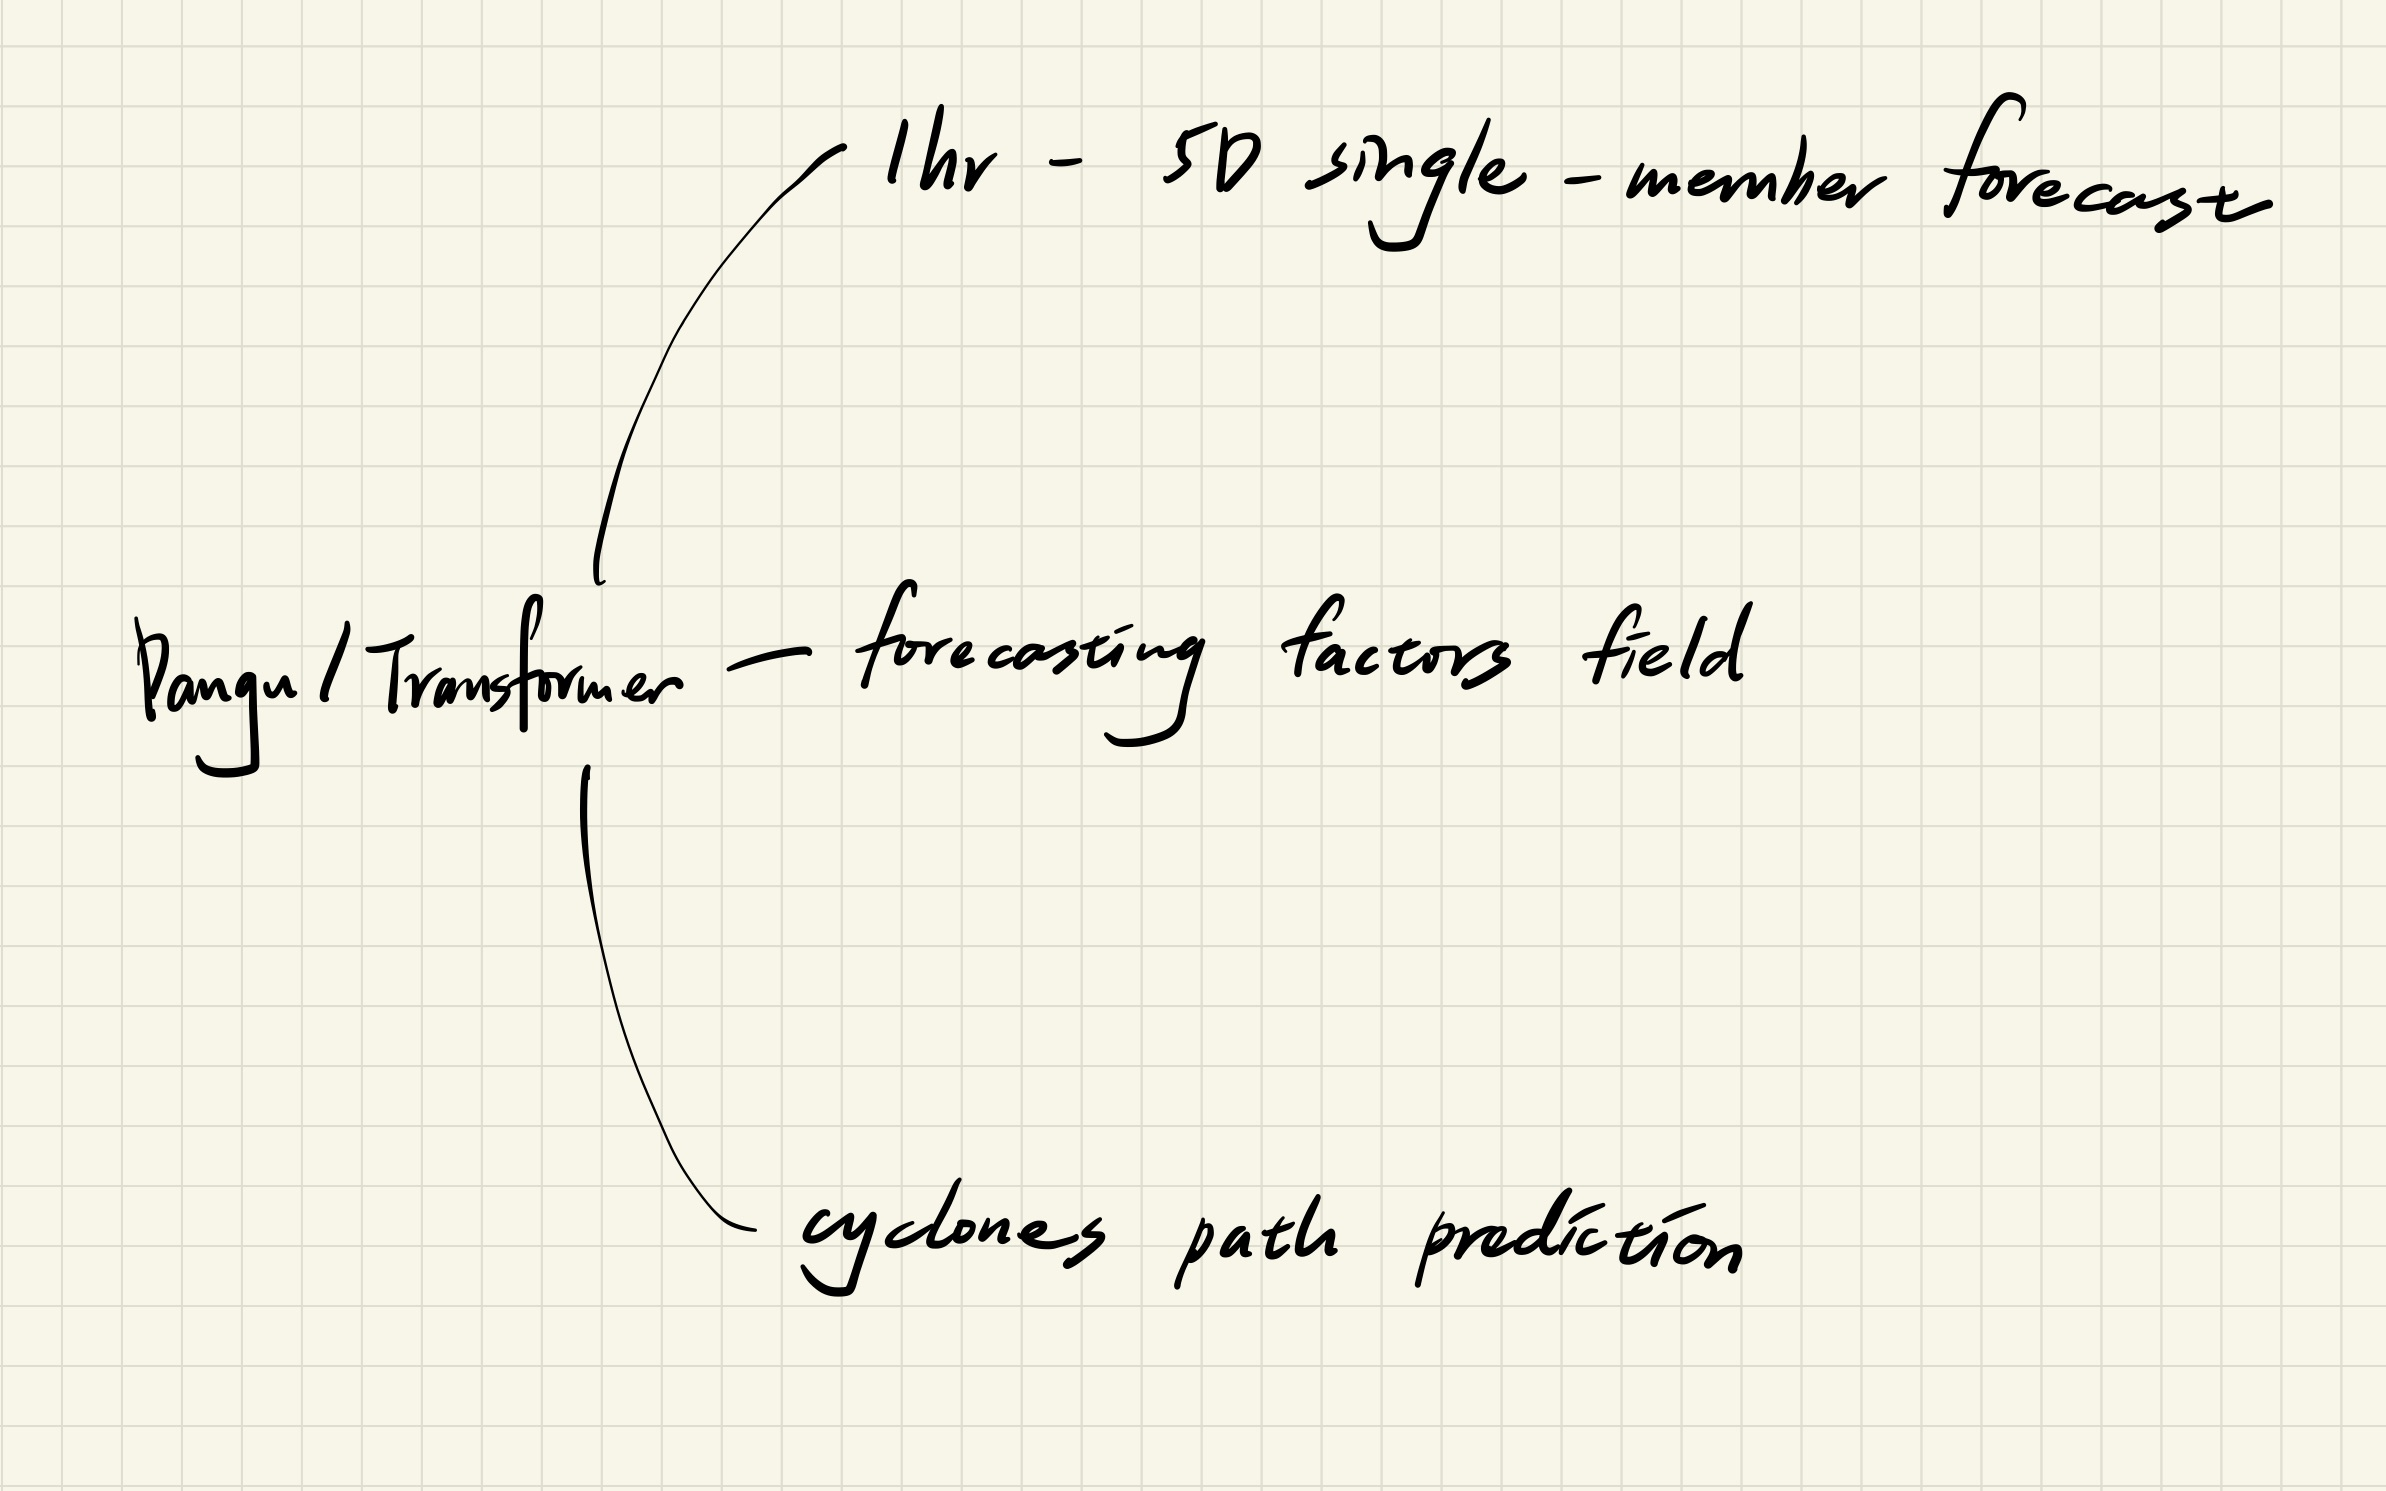 1hr - 5D single-member forecast
Pangu / Transformer — forecasting factors field
cyclones path prediction